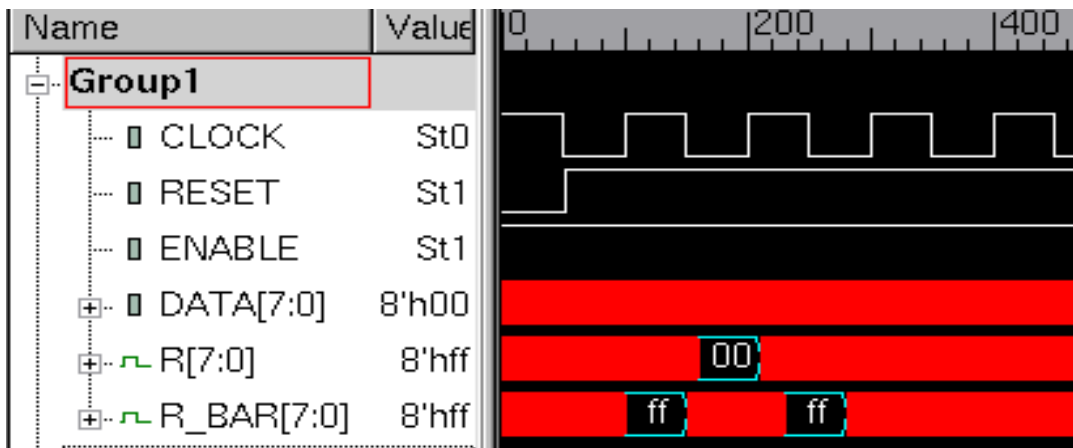 Name Value 0 200 400
Group1
CLOCK St0
RESET St1
ENABLE St1
DATA[7:0] 8'h00
R[7:0] 8'hff 00
R_BAR[7:0] 8'hff ff ff